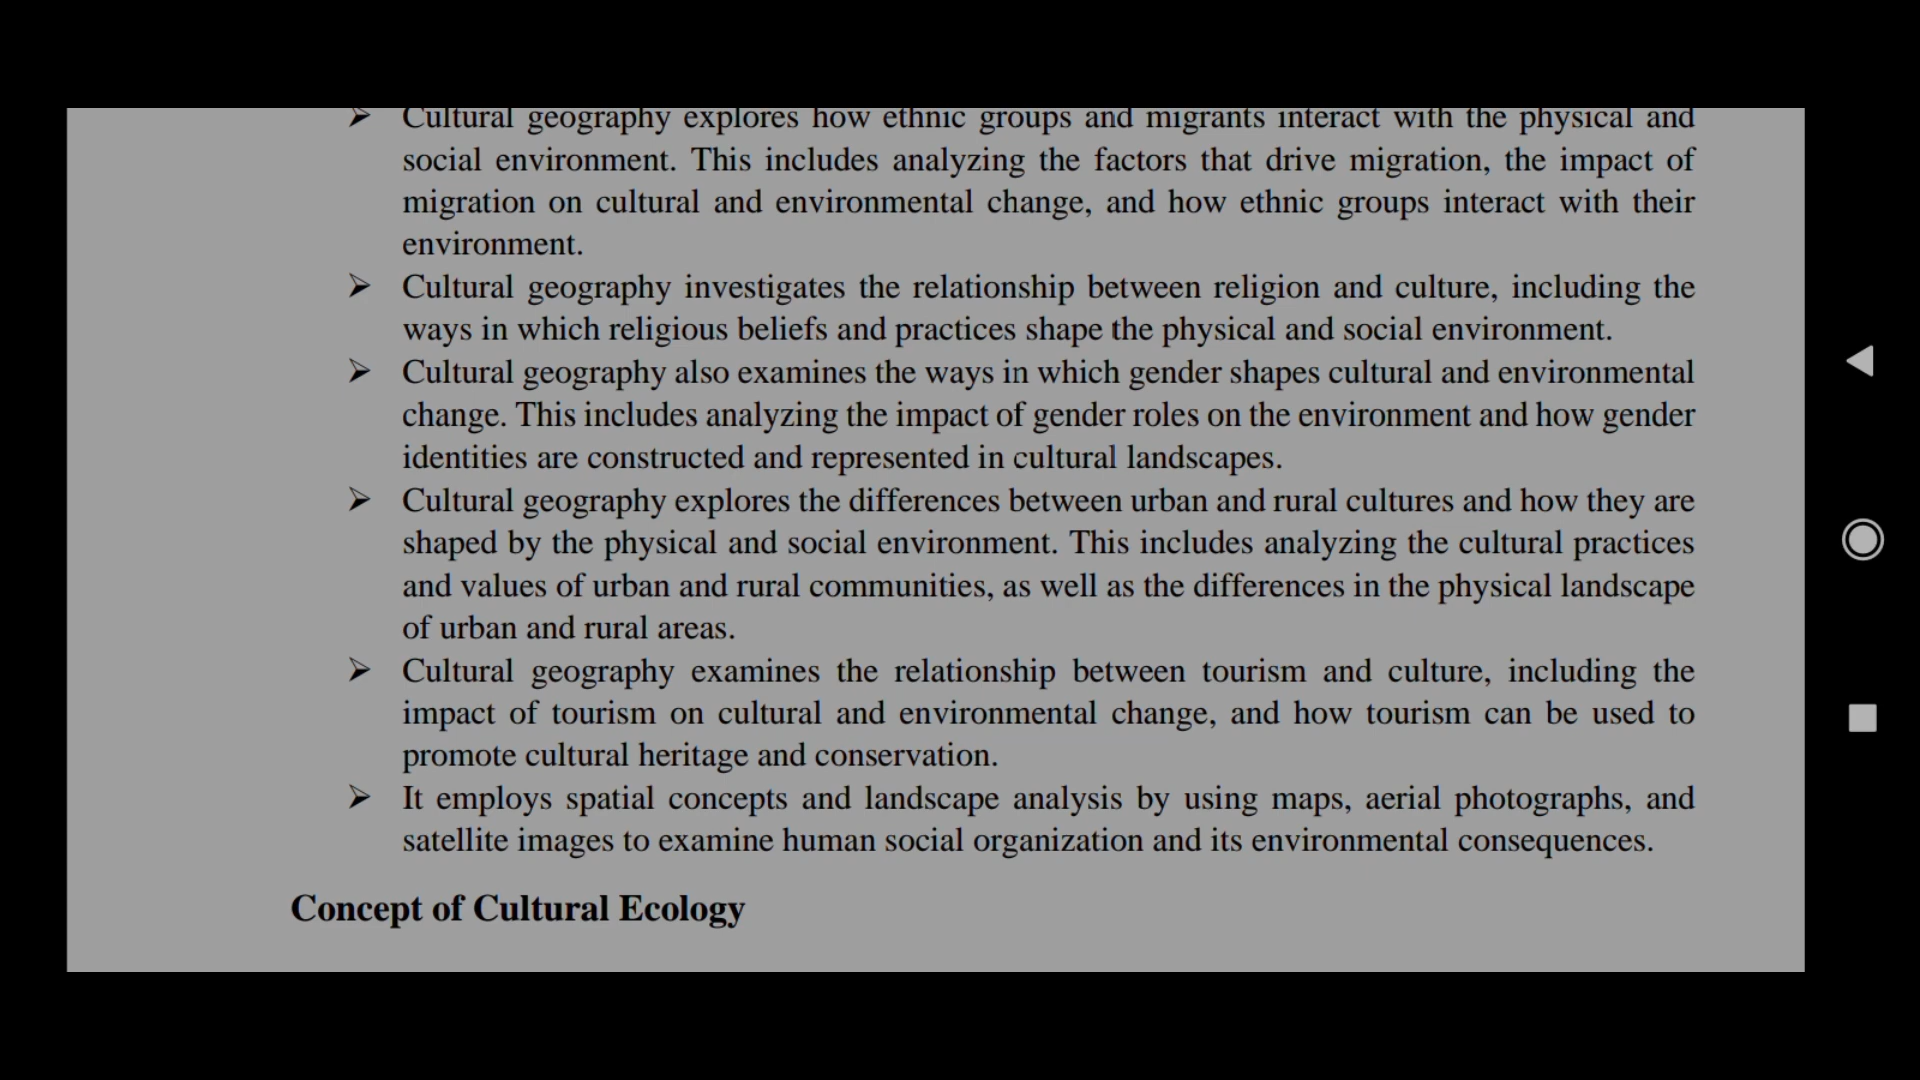 ➤ Cultural geography explores how ethnic groups and migrants interact with the physical and
social environment. This includes analyzing the factors that drive migration, the impact of
migration on cultural and environmental change, and how ethnic groups interact with their
environment.
➤ Cultural geography investigates the relationship between religion and culture, including the
ways in which religious beliefs and practices shape the physical and social environment.
➤ Cultural geography also examines the ways in which gender shapes cultural and environmental
change. This includes analyzing the impact of gender roles on the environment and how gender
identities are constructed and represented in cultural landscapes.
➤ Cultural geography explores the differences between urban and rural cultures and how they are
shaped by the physical and social environment. This includes analyzing the cultural practices
and values of urban and rural communities, as well as the differences in the physical landscape
of urban and rural areas.
➤ Cultural geography examines the relationship between tourism and culture, including the
impact of tourism on cultural and environmental change, and how tourism can be used to
promote cultural heritage and conservation.
➤ It employs spatial concepts and landscape analysis by using maps, aerial photographs, and
satellite images to examine human social organization and its environmental consequences.
Concept of Cultural Ecology